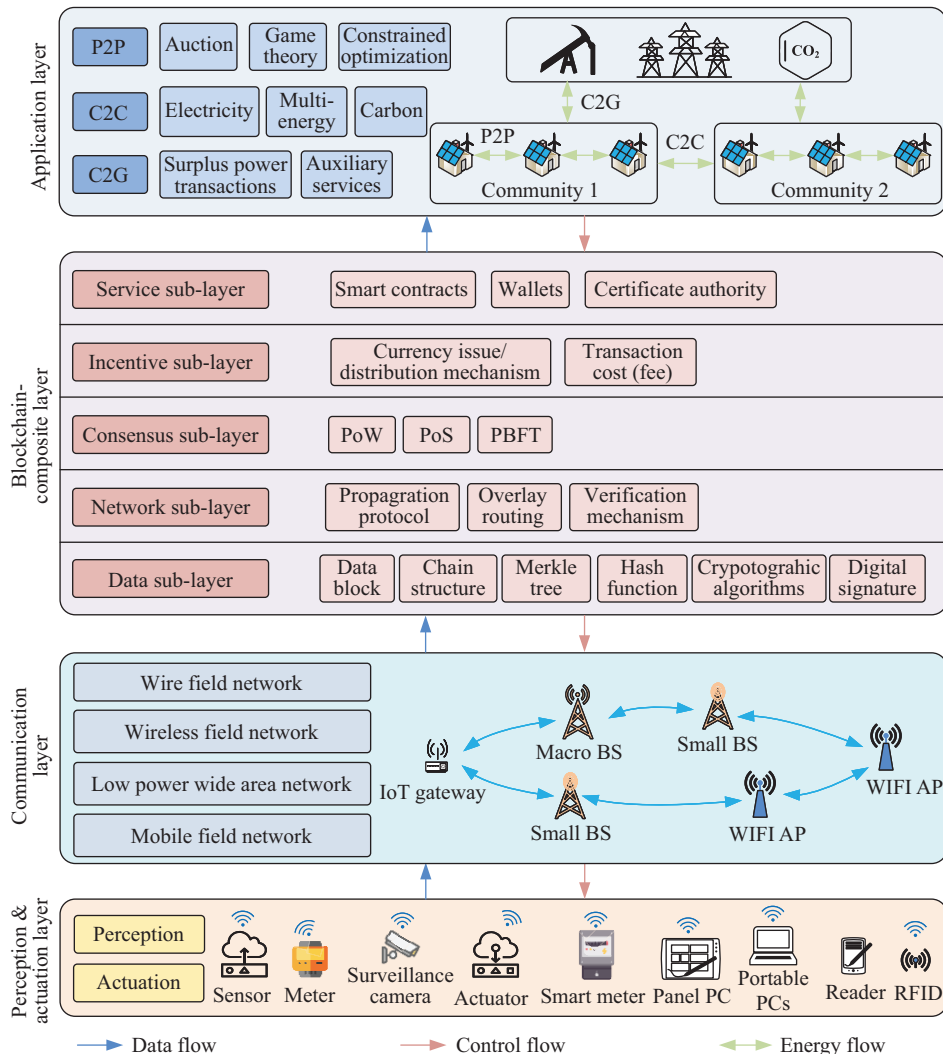 Application layer
P2P
Auction
Game
theory
Constrained
optimization
C2C
Electricity
Multi-
energy
Carbon
C2G
Surplus power
transactions
Auxiliary
services
CO2
C2G
P2P
C2C
Community 1
Community 2
Blockchain-
composite layer
Service sub-layer
Smart contracts
Wallets
Certificate authority
Incentive sub-layer
Currency issue/
distribution mechanism
Transaction
cost (fee)
Consensus sub-layer
PoW
PoS
PBFT
Network sub-layer
Propagration
protocol
Overlay
routing
Verification
mechanism
Data sub-layer
Data
block
Chain
structure
Merkle
tree
Hash
function
Crypotograhic
algorithms
Digital
signature
Communication
layer
Wire field network
Wireless field network
Low power wide area network
Mobile field network
IoT gateway
Macro BS
Small BS
Small BS
WIFI AP
WIFI AP
Perception &
actuation layer
Perception
Actuation
Sensor
Meter
Surveillance
camera
Actuator
Smart meter
Panel PC
Portable
PCs
Reader
RFID
Data flow
Control flow
Energy flow